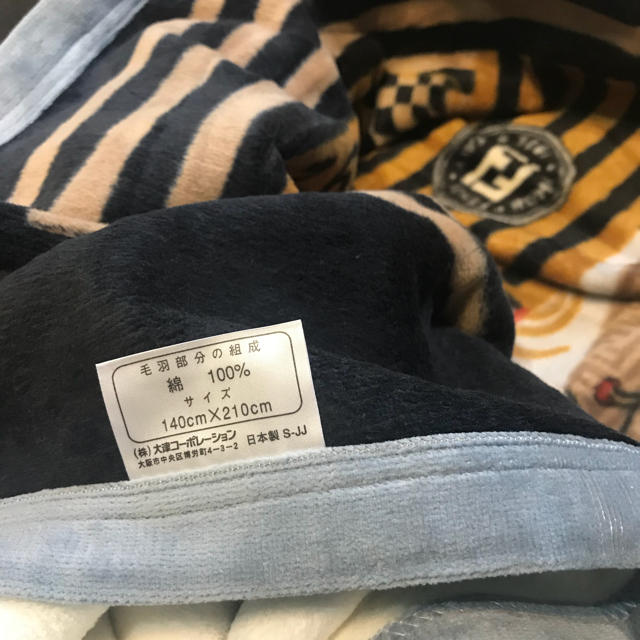 毛羽部分の組成
綿 100%
サイズ
140cm×210cm
(株)大津コーポレーション
大阪市中央区博労町4-3-2 日本製 S-JJ